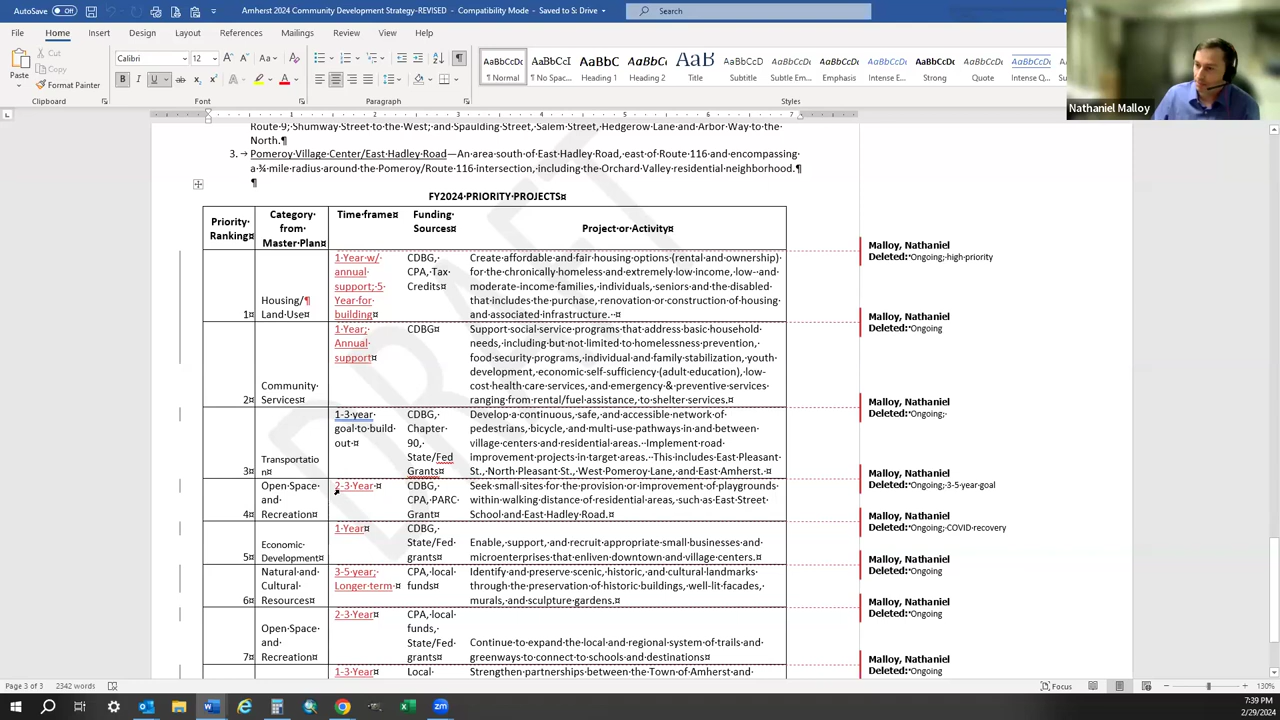 AutoSave Off
Amherst 2024 Community Development Strategy-REVISED - Compatibility Mode - Saved to S: Drive
Search
File Home Insert Design Layout References Mailings Review View Help
Paste
Cut
Copy
Format Painter
Clipboard
Calibri 12
Font
Paragraph
AaBbCcDc AaBbCcDc AaBbC AaBbCcC AaB AaBbCcD AaBbCcDc AaBbCcDc AaBbCcDc AaBbCcDc AaBbCcDc AaBbCcDc
¶ Normal ¶ No Spac... Heading 1 Heading 2 Title Subtitle Subtle Em... Emphasis Intense E... Strong Quote Intense Q...
Styles
Nathaniel Malloy
DRAFT
Route·9;·Shumway·Street·to·the·West;·and·Spaulding·Street,·Salem·Street,·Hedgerow·Lane·and·Arbor·Way·to·the·
North.¶
3. → Pomeroy·Village·Center/East·Hadley·Road—An·area·south·of·East·Hadley·Road,·east·of·Route·116·and·encompassing·
a·¾·mile·radius·around·the·Pomeroy/Route·116·intersection,·including·the·Orchard·Valley·residential·neighborhood.¶
¶
FY2024·PRIORITY·PROJECTS¤
Priority·
Ranking¤
Category·
from·
Master·Plan¤
Time·frame¤
Funding·
Sources¤
Project·or·Activity¤
1¤
Housing/¶
Land·Use¤
1·Year·w/·
annual·
support;·5·
Year·for·
building¤
CDBG,·
CPA,·Tax·
Credits¤
Create·affordable·and·fair·housing·options·(rental·and·ownership)·
for·the·chronically·homeless·and·extremely·low·income,·low-·and·
moderate·income·families,·individuals,·seniors·and·the·disabled·
that·includes·the·purchase,·renovation·or·construction·of·housing·
and·associated·infrastructure.··¤
2¤
Community·
Services¤
1·Year;·
Annual·
support¤
CDBG¤
Support·social·service·programs·that·address·basic·household·
needs,·including·but·not·limited·to·homelessness·prevention,·
food·security·programs,·individual·and·family·stabilization,·youth·
development,·economic·self-sufficiency·(adult·education),·low-
cost·health·care·services,·and·emergency·&·preventive·services·
ranging·from·rental/fuel·assistance,·to·shelter·services.¤
3¤
Transportatio
n¤
1-3·year·
goal·to·build·
out·¤
CDBG,·
Chapter·
90,·
State/Fed·
Grants¤
Develop·a·continuous,·safe,·and·accessible·network·of·
pedestrians,·bicycle,·and·multi-use·pathways·in·and·between·
village·centers·and·residential·areas.··Implement·road·
improvement·projects·in·target·areas.··This·includes·East·Pleasant·
St.,·North·Pleasant·St.,·West·Pomeroy·Lane,·and·East·Amherst.·¤
4¤
Open·Space·
and·
Recreation¤
2-3·Year·¤
CDBG,·
CPA,·PARC·
Grant¤
Seek·small·sites·for·the·provision·or·improvement·of·playgrounds·
within·walking·distance·of·residential·areas,·such·as·East·Street·
School·and·East·Hadley·Road.¤
5¤
Economic·
Development¤
1·Year¤
CDBG,·
State/Fed·
grants¤
Enable,·support,·and·recruit·appropriate·small·businesses·and·
microenterprises·that·enliven·downtown·and·village·centers.¤
6¤
Natural·and·
Cultural·
Resources¤
3-5·year;·
Longer·term·¤
CPA,·local·
funds¤
Identify·and·preserve·scenic,·historic,·and·cultural·landmarks·
through·the·preservation·of·historic·buildings,·well-lit·facades,·
murals,·and·sculpture·gardens.¤
7¤
Open·Space·
and·
Recreation¤
2-3·Year¤
CPA,·local·
funds,·
State/Fed·
grants¤
Continue·to·expand·the·local·and·regional·system·of·trails·and·
greenways·to·connect·to·schools·and·destinations¤
1-3·Year¤
Local·
Strengthen·partnerships·between·the·Town·of·Amherst·and·
Malloy, Nathaniel
Deleted: Ongoing;·high·priority
Malloy, Nathaniel
Deleted: Ongoing
Malloy, Nathaniel
Deleted: Ongoing;·
Malloy, Nathaniel
Deleted: Ongoing;·3-5·year·goal
Malloy, Nathaniel
Deleted: Ongoing;·COVID·recovery
Malloy, Nathaniel
Deleted: Ongoing
Malloy, Nathaniel
Deleted: Ongoing
Malloy, Nathaniel
Page 3 of 3 2342 words
Focus
130%
7:39 PM
2/29/2024